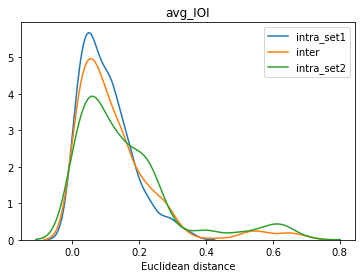 avg_IOI
intra_set1
inter
intra_set2
5
4
3
2
1
0
0.0 0.2 0.4 0.6 0.8
Euclidean distance